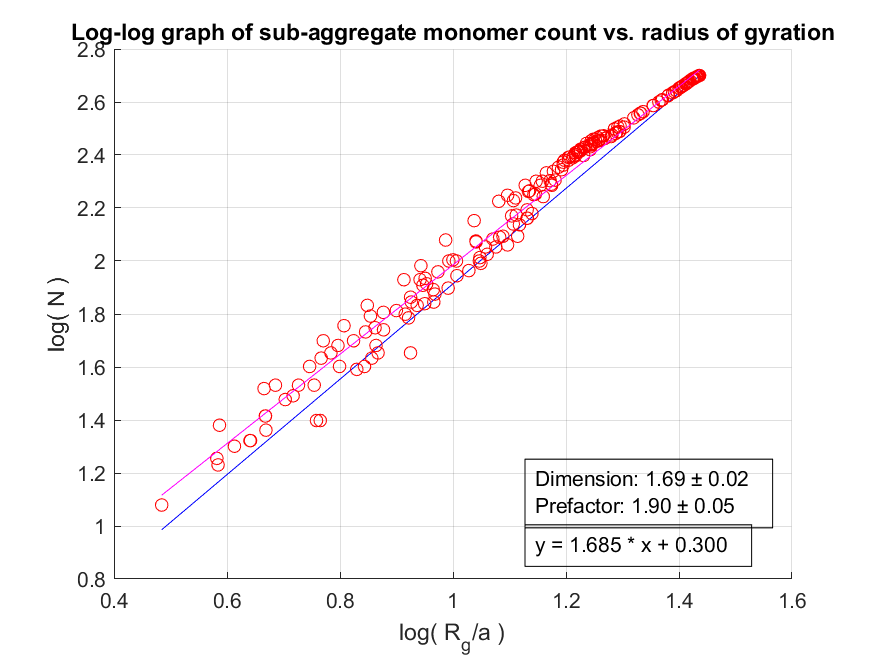 Log-log graph of sub-aggregate monomer count vs. radius of gyration
2.8
2.6
2.4
2.2
2
1.8
1.6
1.4
1.2
1
0.8
log( N )
Dimension: 1.69 ± 0.02
Prefactor: 1.90 ± 0.05
y = 1.685 * x + 0.300
0.4 0.6 0.8 1 1.2 1.4 1.6
log( R_g/a )